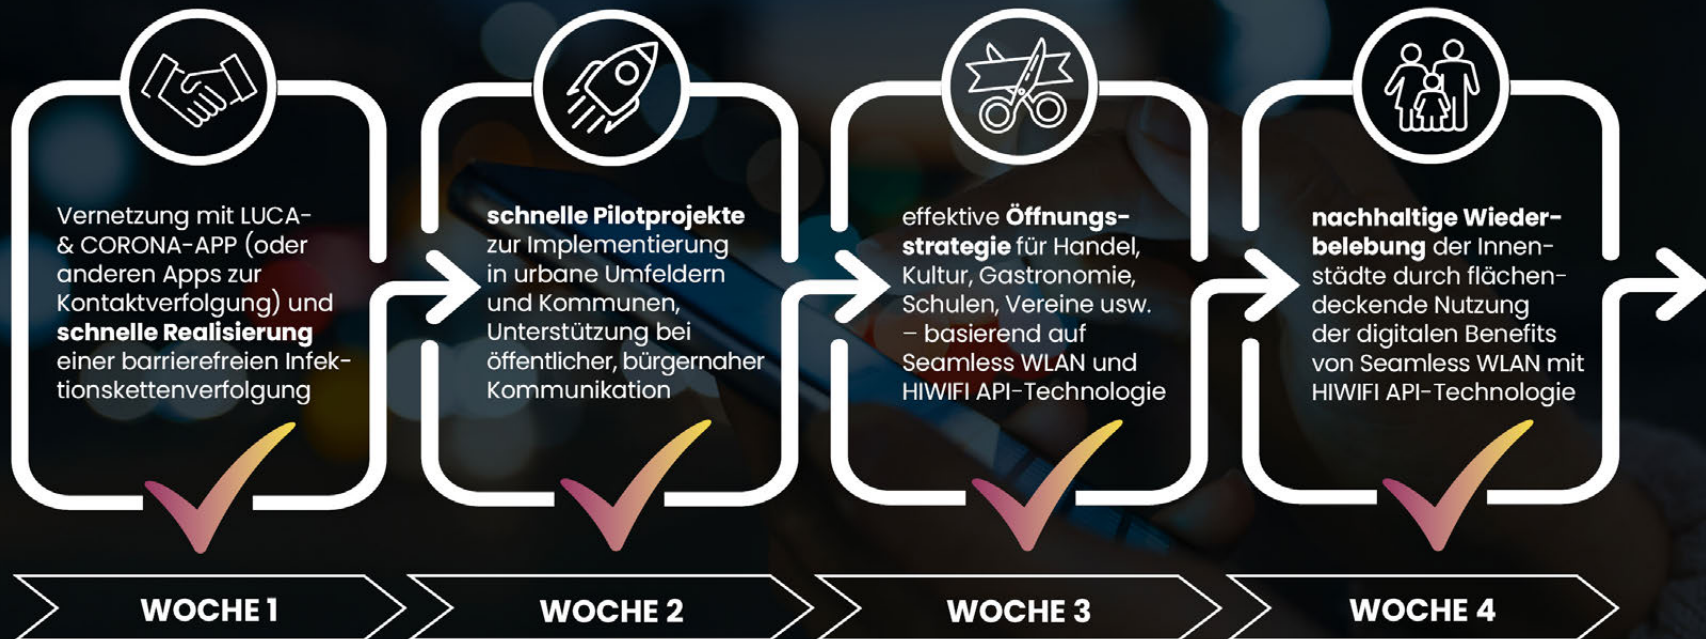 Vernetzung mit LUCA-
& CORONA-APP (oder
anderen Apps zur
Kontaktverfolgung) und
schnelle Realisierung
einer barrierefreien Infek-
tionskettenverfolgung
schnelle Pilotprojekte
zur Implementierung
in urbane Umfeldern
und Kommunen,
Unterstützung bei
öffentlicher, bürgernaher
Kommunikation
effektive Öffnungs-
strategie für Handel,
Kultur, Gastronomie,
Schulen, Vereine usw.
– basierend auf
Seamless WLAN und
HIWIFI API-Technologie
nachhaltige Wieder-
belebung der Innen-
städte durch flächen-
deckende Nutzung
der digitalen Benefits
von Seamless WLAN mit
HIWIFI API-Technologie
WOCHE 1
WOCHE 2
WOCHE 3
WOCHE 4